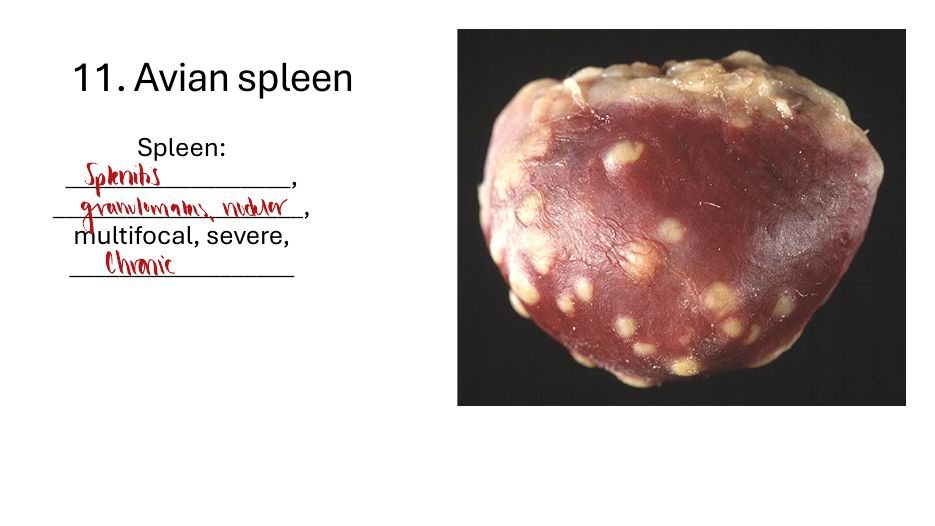 11. Avian spleen
Spleen:
Splenitis,
granulomatous, nodular,
multifocal, severe,
Chronic